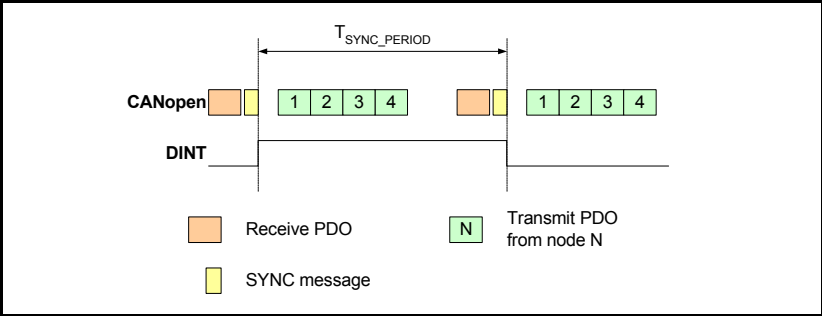 TSYNC_PERIOD
CANopen 1 2 3 4 1 2 3 4
DINT
Receive PDO
N Transmit PDO
from node N
SYNC message